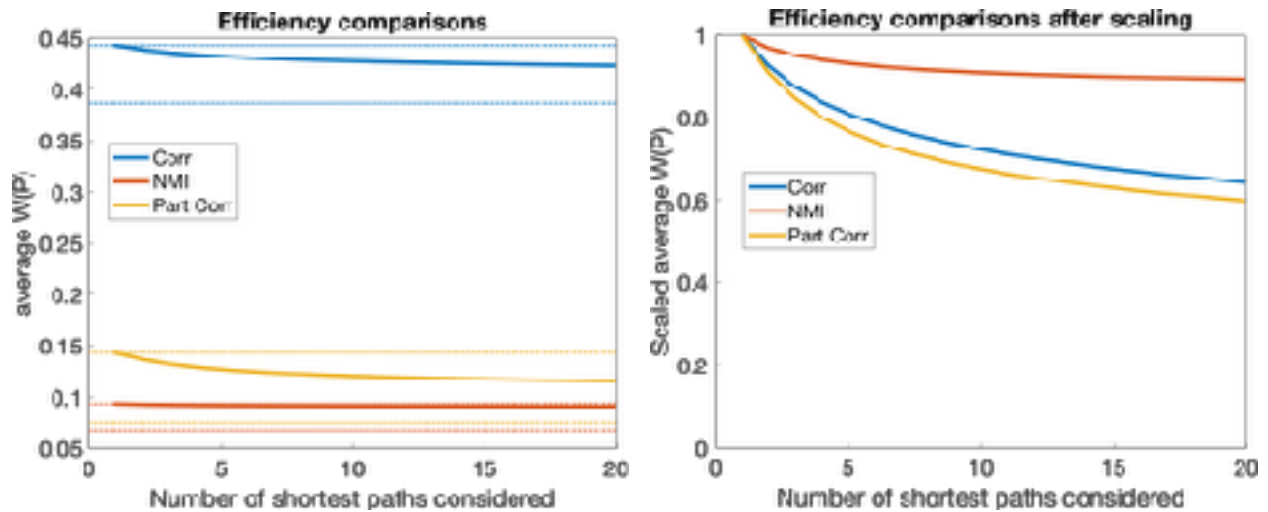 Efficiency comparisons
0.45
0.4
0.35
0.3
0.25
0.2
0.15
0.1
0.05
average W(P)
Corr
NMI
Part Corr
0 5 10 15 20
Number of shortest paths considered
Efficiency comparisons after scaling
1
0.8
0.6
0.4
0.2
0
Scaled average W(P)
Corr
NMI
Part Corr
0 5 10 15 20
Number of shortest paths considered